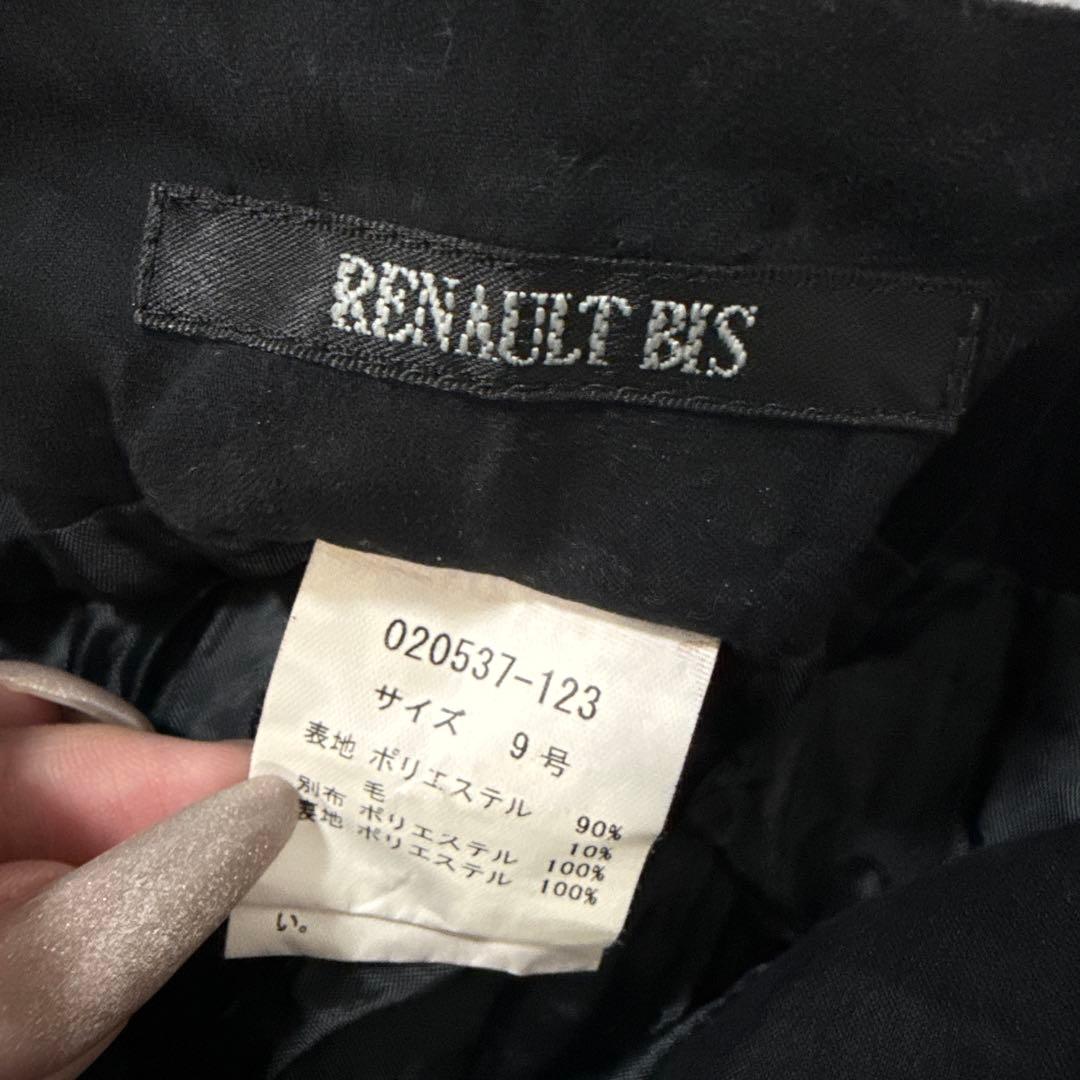 RENAULT BIS
020537-123
サイズ 9号
表地 ポリエステル 90%
毛 10%
別布 ポリエステル 100%
表地 ポリエステル 100%
い。